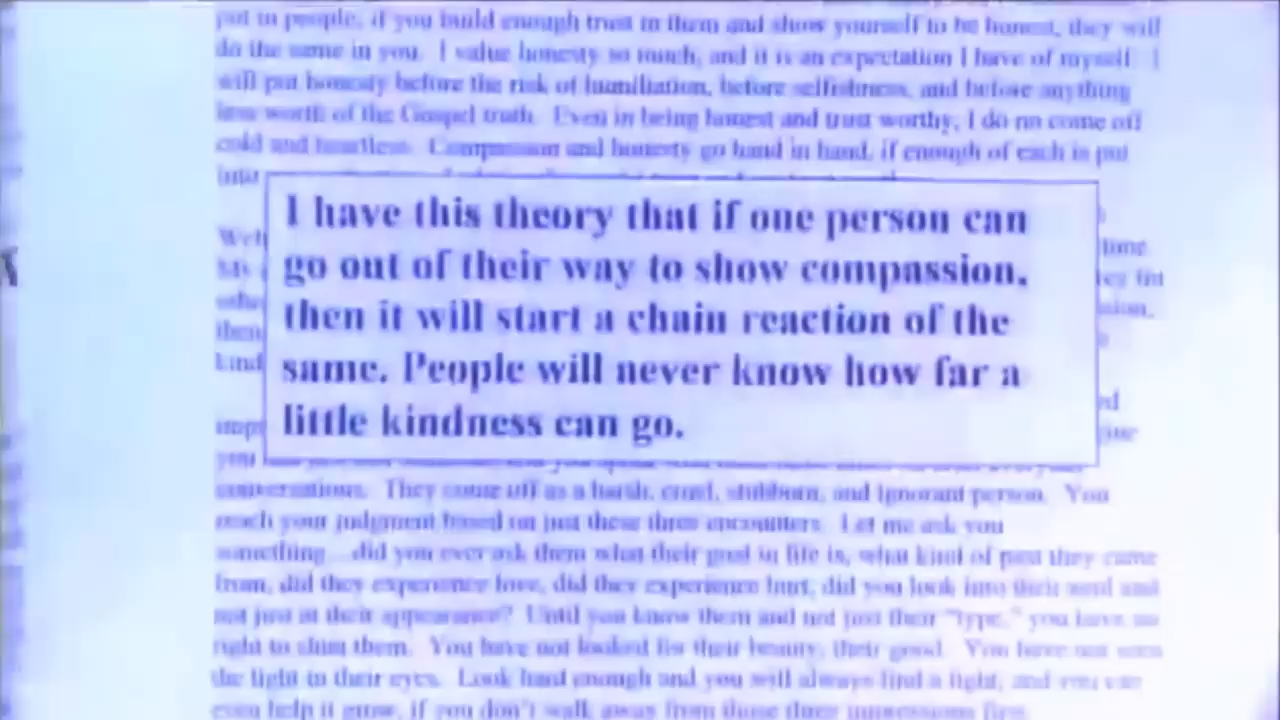 put in people, if you build enough trust in them and show yourself to be honest, they will
do the same in you. I value honesty so much, and it is an expectation I have of myself. I
will put honesty before the risk of humiliation, before selfishness, and before anything
less worth of the Gospel truth. Even in being honest and trust worthy, I do no come off
cold and heartless. Compassion and honesty go hand in hand, if enough of each is put
into
I have this theory that if one person can
go out of their way to show compassion,
then it will start a chain reaction of the
same. People will never know how far a
little kindness can go.
conversations. They come off as a harsh, cruel, stubborn, and ignorant person. You
reach your judgment based on just these three encounters. Let me ask you
something...did you ever ask them what their goal in life is, what kind of past they came
from, did they experience love, did they experience hurt, did you look into their soul and
not just at their appearance? Until you know them and not just their "type," you have no
right to shun them. You have not looked for their beauty, their good. You have not seen
the light in their eyes. Look hard enough and you will always find a light, and you can
even help it grow, if you don't walk away from those three impressions first.